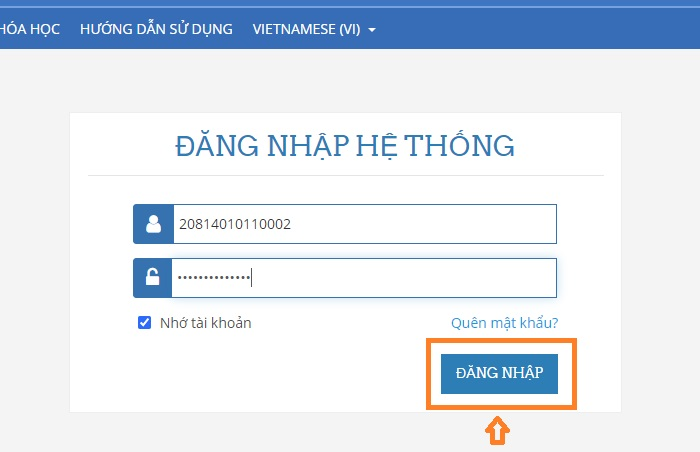 HÓA HỌC HƯỚNG DẪN SỬ DỤNG VIETNAMESE (VI)
ĐĂNG NHẬP HỆ THỐNG
20814010110002
••••••••••••••
Nhớ tài khoản Quên mật khẩu?
ĐĂNG NHẬP